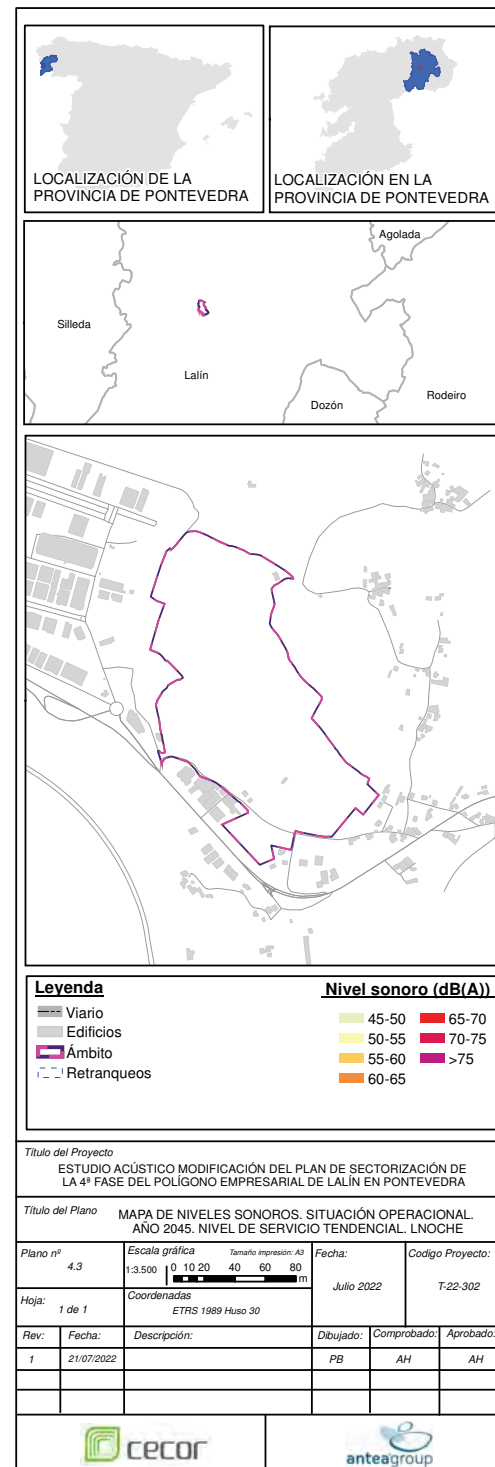 LOCALIZACIÓN DE LA
PROVINCIA DE PONTEVEDRA
LOCALIZACIÓN EN LA
PROVINCIA DE PONTEVEDRA
Agolada
Silleda
Lalín
Dozón
Rodeiro
Leyenda
Viario
Edificios
Ámbito
Retranqueos
Nivel sonoro (dB(A))
45-50
50-55
55-60
60-65
65-70
70-75
>75
Título del Proyecto
ESTUDIO ACÚSTICO MODIFICACIÓN DEL PLAN DE SECTORIZACIÓN DE
LA 4ª FASE DEL POLÍGONO EMPRESARIAL DE LALÍN EN PONTEVEDRA
Título del Plano
MAPA DE NIVELES SONOROS. SITUACIÓN OPERACIONAL.
AÑO 2045. NIVEL DE SERVICIO TENDENCIAL. LNOCHE
Plano nº
4.3
Escala gráfica
Tamaño impresión: A3
1:3.500
0 10 20 40 60 80
m
Fecha:
Julio 2022
Codigo Proyecto:
T-22-302
Hoja:
1 de 1
Coordenadas
ETRS 1989 Huso 30
Rev: Fecha: Descripción: Dibujado: Comprobado: Aprobado:
1 21/07/2022 PB AH AH
cecor
anteagroup